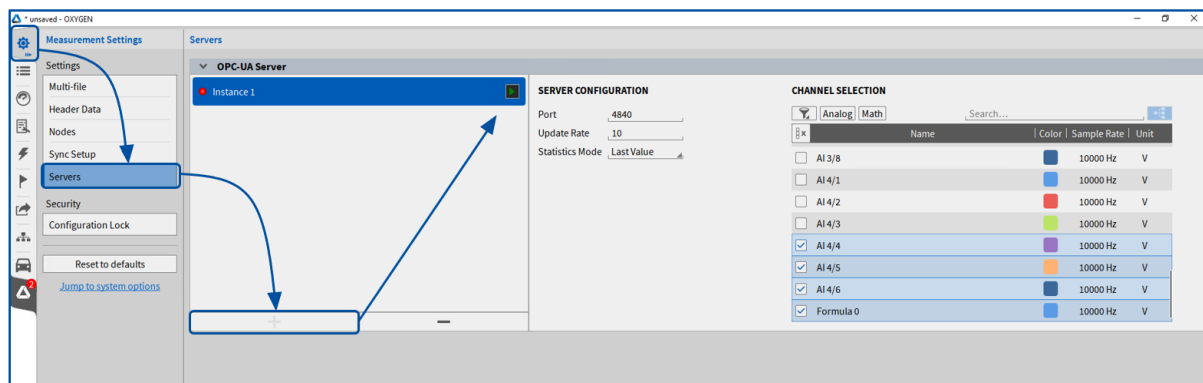 * unsaved - OXYGEN
Measurement Settings
Servers
Settings
Multi-file
Header Data
Nodes
Sync Setup
Servers
Security
Configuration Lock
Reset to defaults
Jump to system options
2
OPC-UA Server
Instance 1
SERVER CONFIGURATION
Port 4840
Update Rate 10
Statistics Mode Last Value
CHANNEL SELECTION
Analog Math Search...
Name Color Sample Rate Unit
AI 3/8 10000 Hz V
AI 4/1 10000 Hz V
AI 4/2 10000 Hz V
AI 4/3 10000 Hz V
AI 4/4 10000 Hz V
AI 4/5 10000 Hz V
AI 4/6 10000 Hz V
Formula 0 10000 Hz V